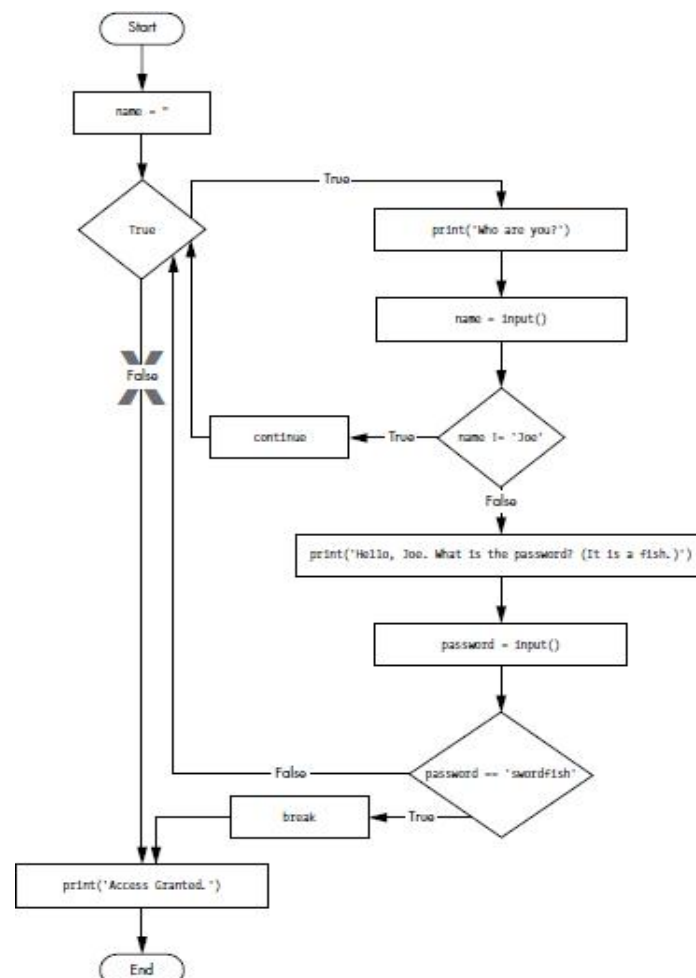 Start
name = ''
True
True
print('Who are you?')
name = input()
False
continue
True
name != 'Joe'
False
print('Hello, Joe. What is the password? (It is a fish.)')
password = input()
False
password == 'swordfish'
break
True
print('Access Granted.')
End